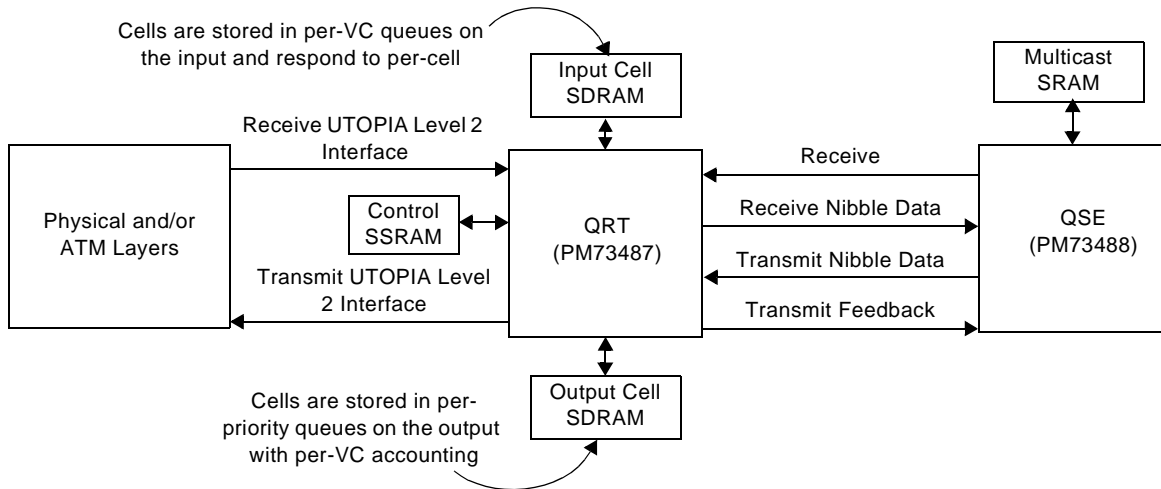 Cells are stored in per-VC queues on
the input and respond to per-cell
Input Cell
SDRAM
Multicast
SRAM
Receive UTOPIA Level 2
Interface
Receive
Physical and/or
ATM Layers
Control
SSRAM
QRT
(PM73487)
Receive Nibble Data
QSE
(PM73488)
Transmit Nibble Data
Transmit UTOPIA Level
2 Interface
Transmit Feedback
Output Cell
SDRAM
Cells are stored in per-
priority queues on the output
with per-VC accounting